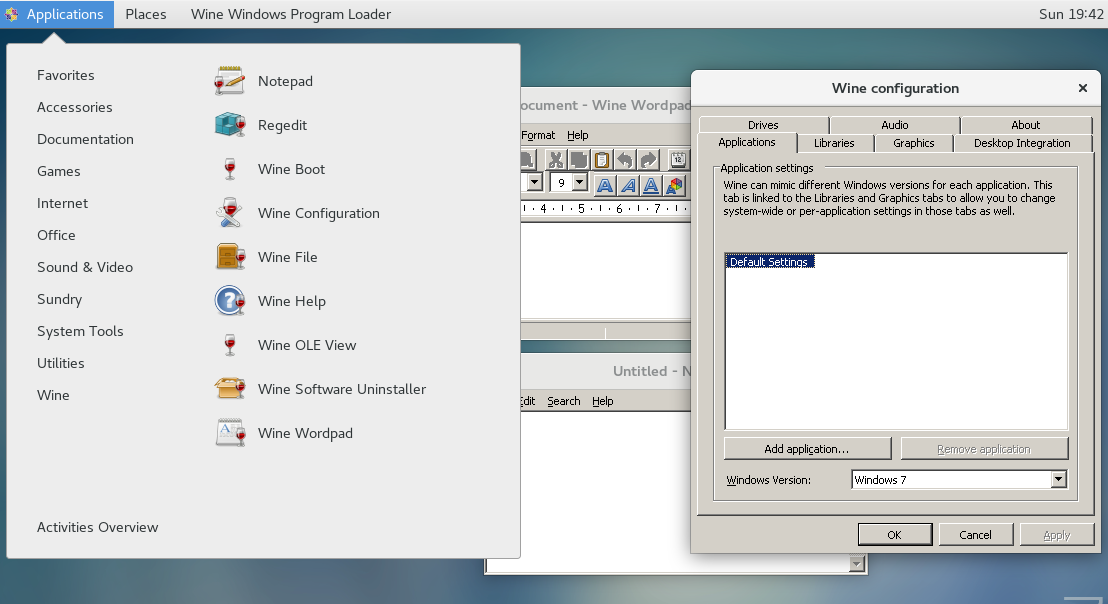 Applications Places Wine Windows Program Loader Sun 19:42
Favorites
Accessories
Documentation
Games
Internet
Office
Sound & Video
Sundry
System Tools
Utilities
Wine
Activities Overview
Notepad
Regedit
Wine Boot
Wine Configuration
Wine File
Wine Help
Wine OLE View
Wine Software Uninstaller
Wine Wordpad
ocument - Wine Wordpad
Format Help
12
9
4 5 6 7
Untitled - N
dit Search Help
Wine configuration
Drives Audio About
Applications Libraries Graphics Desktop Integration
Application settings
Wine can mimic different Windows versions for each application. This
tab is linked to the Libraries and Graphics tabs to allow you to change
system-wide or per-application settings in those tabs as well.
Default Settings
Add application... Remove application
Windows Version: Windows 7
OK Cancel Apply